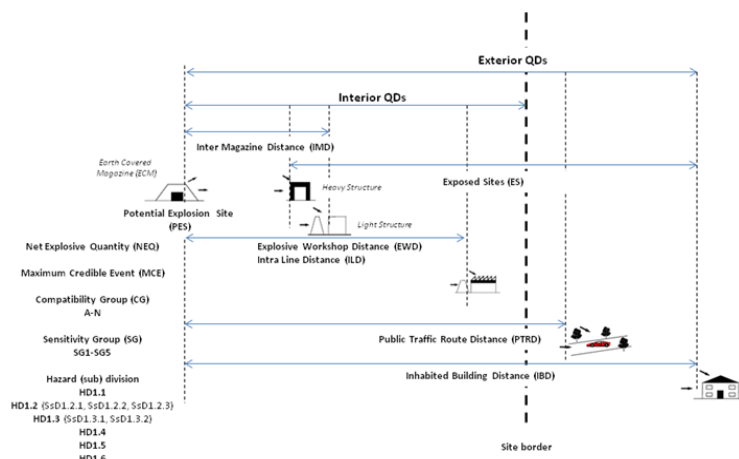 Exterior QDs
Interior QDs
Inter Magazine Distance (IMD)
Earth Covered
Magazine (ECM)
Exposed Sites (ES)
Heavy Structure
Potential Explosion Site
(PES)
Light Structure
Net Explosive Quantity (NEQ)
Explosive Workshop Distance (EWD)
Intra Line Distance (ILD)
Maximum Credible Event (MCE)
Compatibility Group (CG)
A-N
Sensitivity Group (SG)
SG1-SG5
Public Traffic Route Distance (PTRD)
Hazard (sub) division
Inhabited Building Distance (IBD)
HD1.1
HD1.2 (SsD1.2.1, SsD1.2.2, SsD1.2.3)
HD1.3 (SsD1.3.1, SsD1.3.2)
HD1.4
HD1.5
HD1.6
Site border